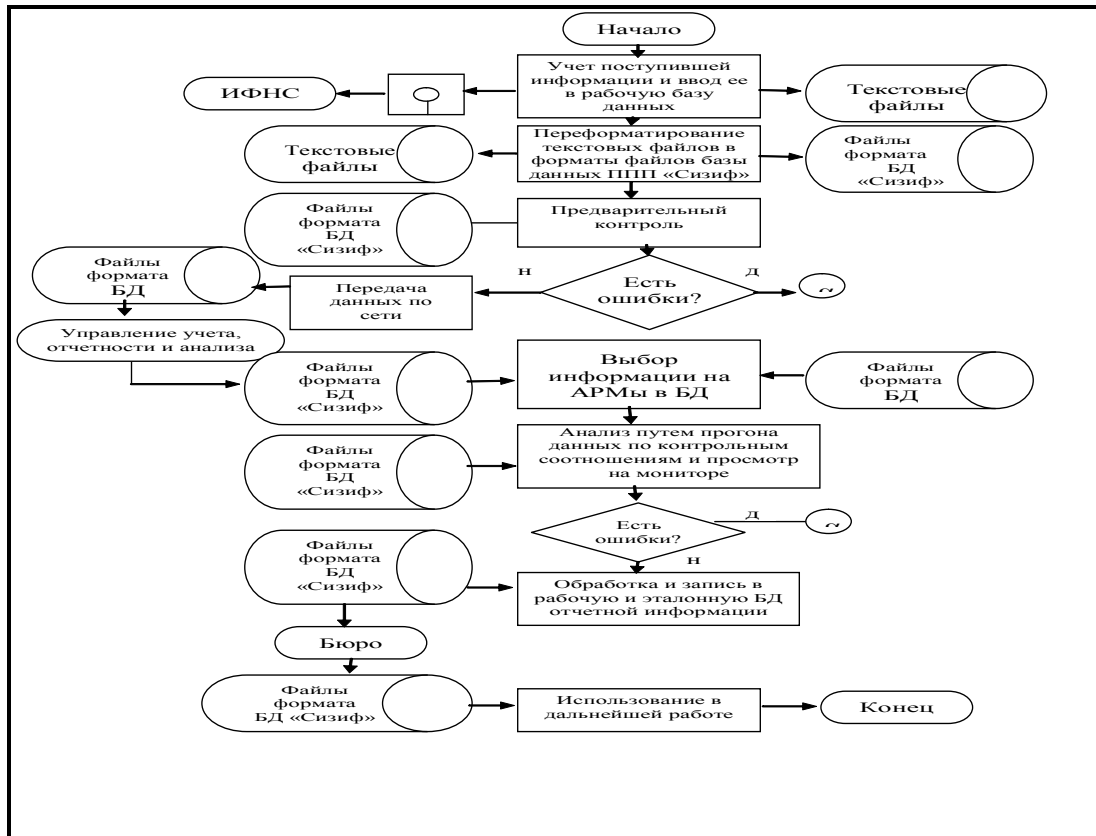 Начало
Учет поступившей
информации и ввод ее
в рабочую базу
данных
ИФНС
Текстовые
файлы
Переформатирование
текстовых файлов в
форматы файлов базы
данных ППП «Сизиф»
Текстовые
файлы
Файлы
формата
БД
«Сизиф»
Файлы
формата
БД
«Сизиф»
Предварительный
контроль
Файлы
формата
БД
Передача
данных по
сети
н
Есть
ошибки?
д
Управление учета,
отчетности и анализа
Файлы
формата
БД
«Сизиф»
Выбор
информации на
АРМы в БД
Файлы
формата
БД
Файлы
формата
БД
«Сизиф»
Анализ путем прогона
данных по контрольным
соотношениям и просмотр
на мониторе
Есть
ошибки?
д
н
Файлы
формата
БД
«Сизиф»
Обработка и запись в
рабочую и эталонную БД
отчетной информации
Бюро
Файлы
формата
БД «Сизиф»
Использование в
дальнейшей работе
Конец